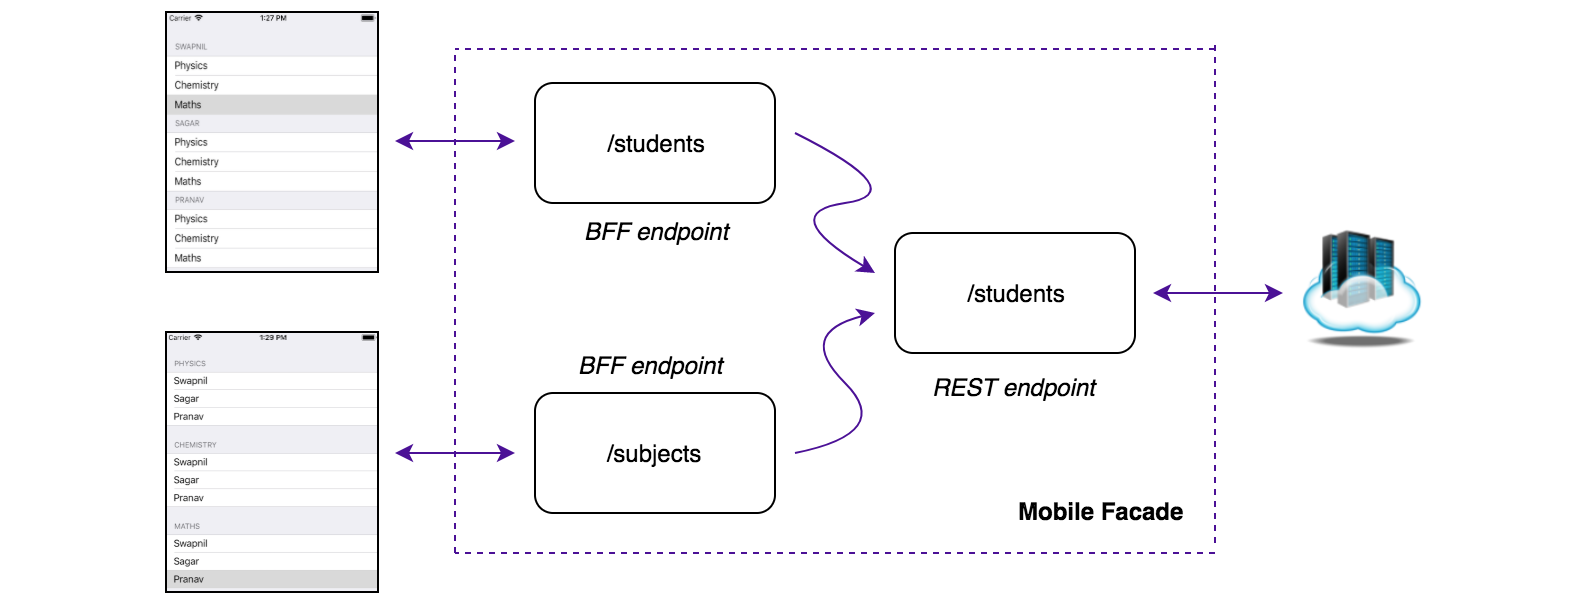 Carrier 1:27 PM
SWAPNIL
Physics
Chemistry
Maths
SAGAR
Physics
Chemistry
Maths
PRANAV
Physics
Chemistry
Maths
/students
BFF endpoint
/students
REST endpoint
Carrier 1:29 PM
PHYSICS
Swapnil
Sagar
Pranav
CHEMISTRY
Swapnil
Sagar
Pranav
MATHS
Swapnil
Sagar
Pranav
BFF endpoint
/subjects
Mobile Facade